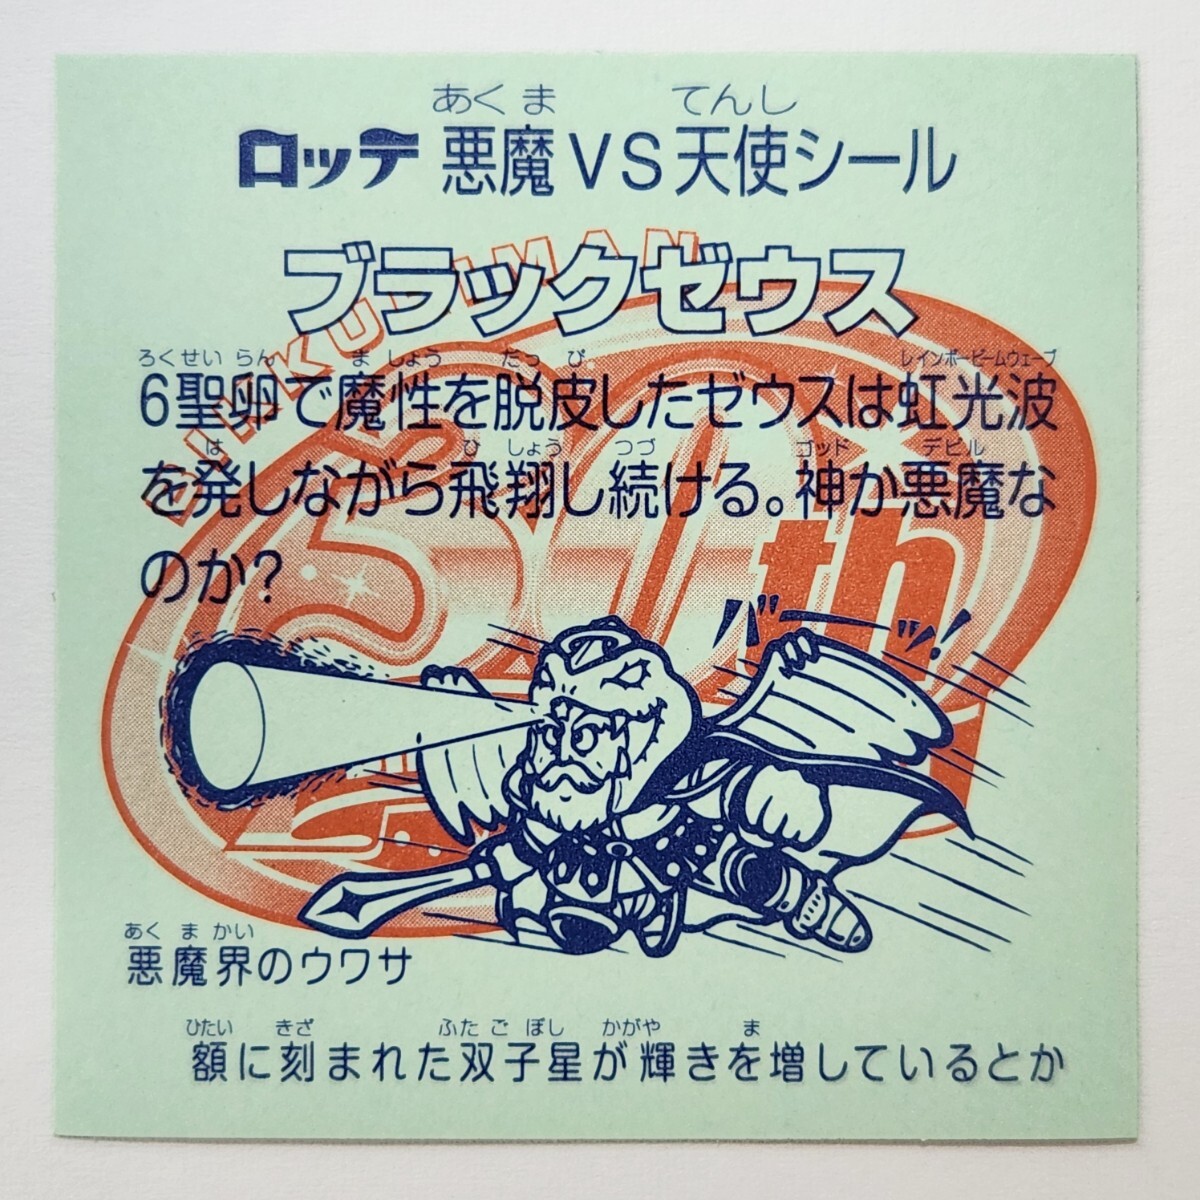 あくま てんし
ロッテ 悪魔VS天使シール
BIKKURIMAN
ブラックゼウス
ろくせいらん ましょう だっぴ レインボービームウェーブ
6聖卵で魔性を脱皮したゼウスは虹光波
は ひしょう つづ ゴッド デビル
を発しながら飛翔し続ける。神か悪魔な
のか?
30th
バーッ!
あくまかい
悪魔界のウワサ
ひたい きざ ふたごぼし かがや ま
額に刻まれた双子星が輝きを増しているとか